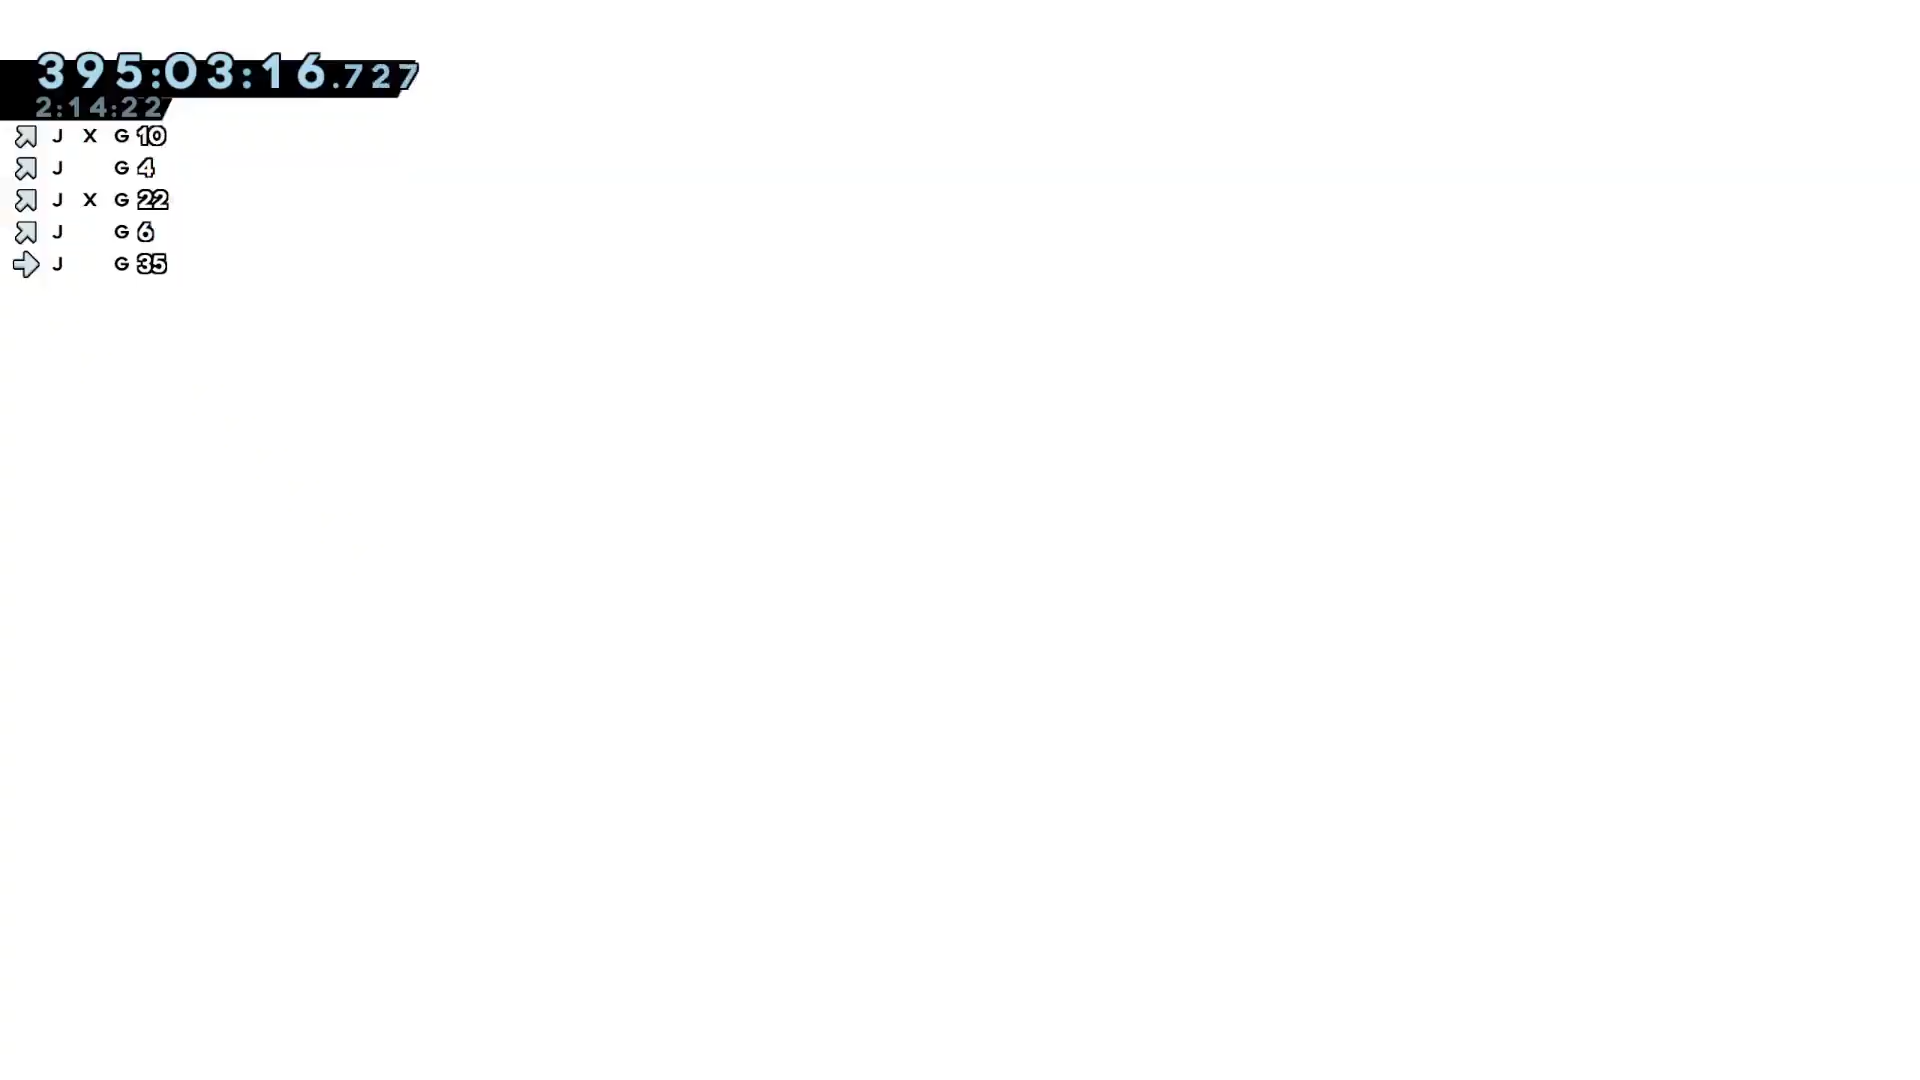 395:03:16.727
2:14:22
J X G 10
J G 4
J X G 22
J G 6
J G 35